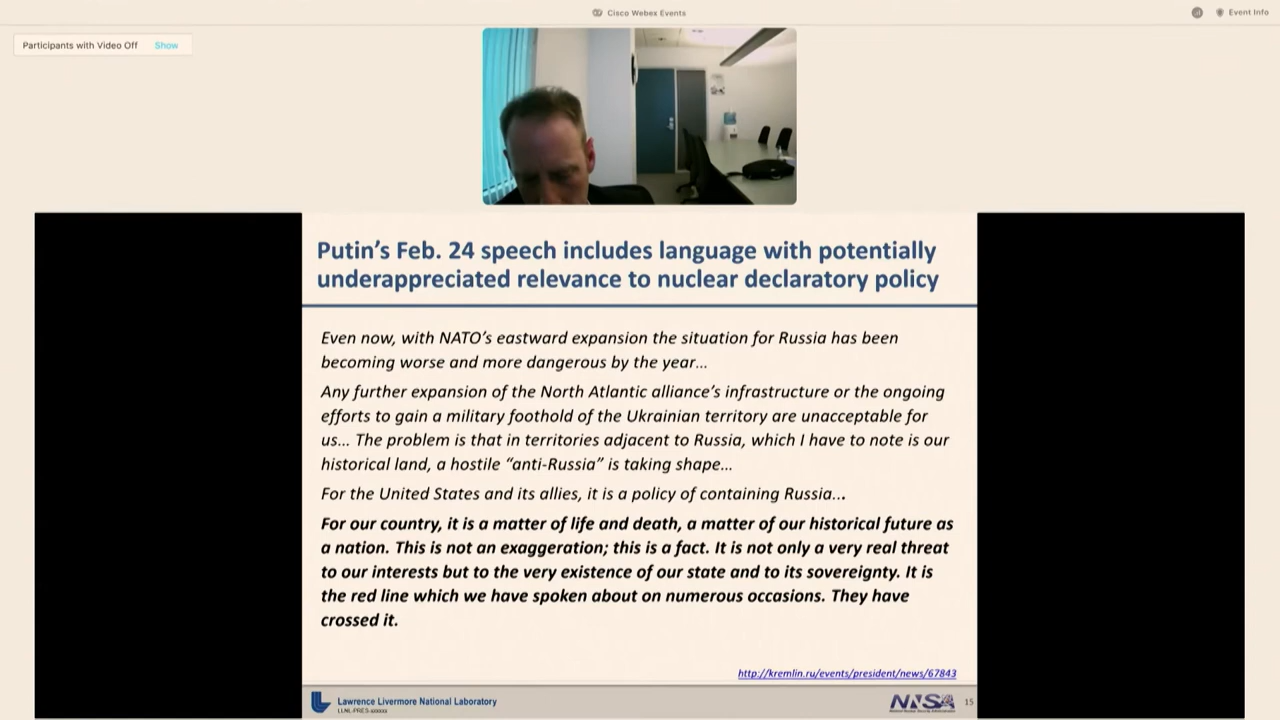 Cisco Webex Events
Event Info
Participants with Video Off Show
Putin's Feb. 24 speech includes language with potentially
underappreciated relevance to nuclear declaratory policy
Even now, with NATO's eastward expansion the situation for Russia has been
becoming worse and more dangerous by the year...
Any further expansion of the North Atlantic alliance's infrastructure or the ongoing
efforts to gain a military foothold of the Ukrainian territory are unacceptable for
us... The problem is that in territories adjacent to Russia, which I have to note is our
historical land, a hostile "anti-Russia" is taking shape...
For the United States and its allies, it is a policy of containing Russia...
For our country, it is a matter of life and death, a matter of our historical future as
a nation. This is not an exaggeration; this is a fact. It is not only a very real threat
to our interests but to the very existence of our state and to its sovereignty. It is
the red line which we have spoken about on numerous occasions. They have
crossed it.
http://kremlin.ru/events/president/news/67843
Lawrence Livermore National Laboratory
LLNL-PRES-xxxxxx
NNSA
National Nuclear Security Administration
15